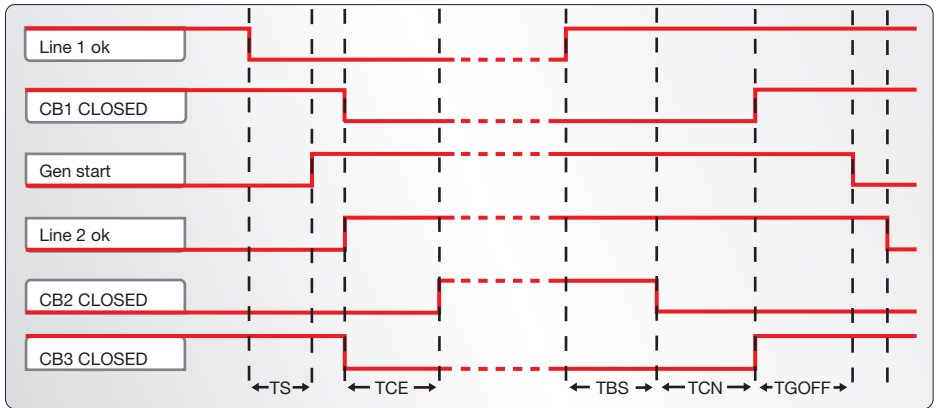 Line 1 ok
CB1 CLOSED
Gen start
Line 2 ok
CB2 CLOSED
CB3 CLOSED
TS TCE TBS TCN TGOFF